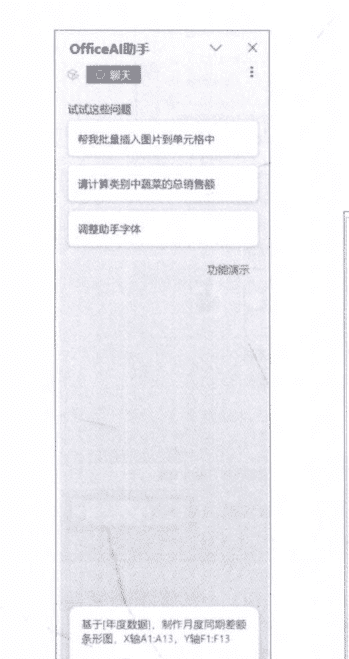 OfficeAI助手
聊天
试试这些问题
帮我批量插入图片到单元格中
请计算类别中蔬菜的总销售额
调整助手字体
功能演示
基于[年度数据]，制作月度同期差额
条形图，X轴A1:A13，Y轴F1:F13